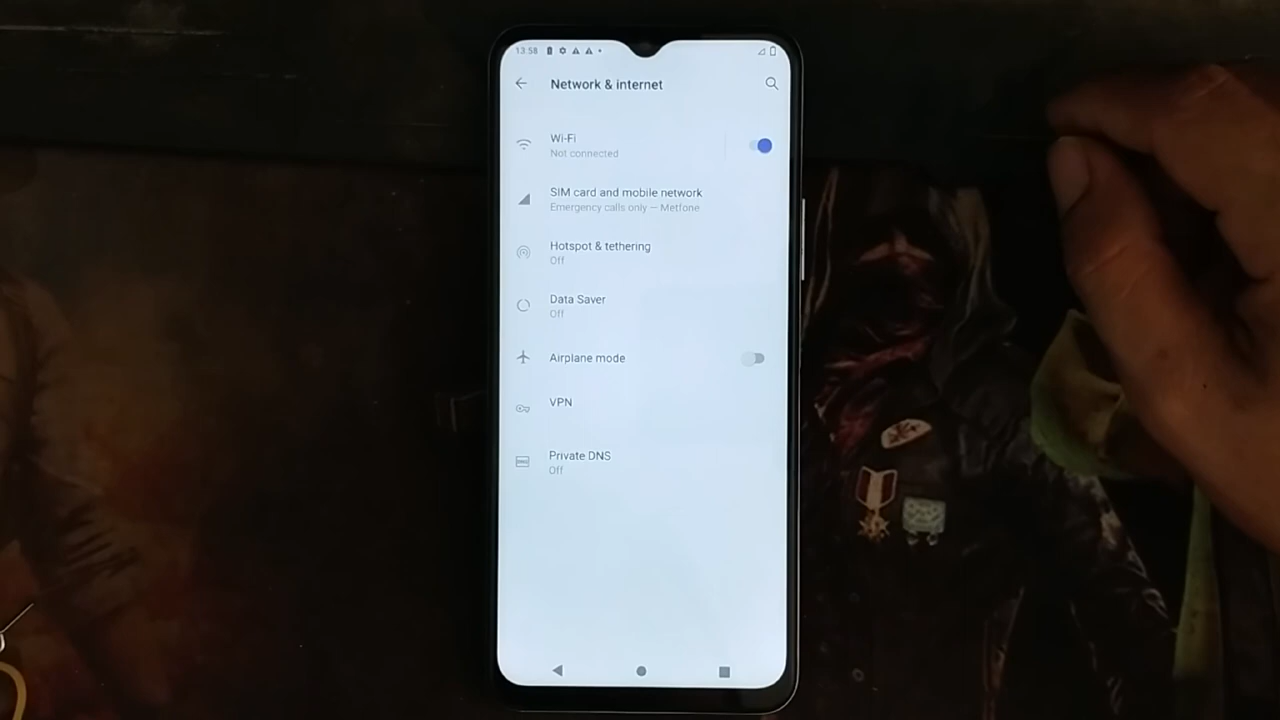 13:58
Network & internet
Wi-Fi
Not connected
SIM card and mobile network
Emergency calls only — Metfone
Hotspot & tethering
Off
Data Saver
Off
Airplane mode
VPN
Private DNS
Off